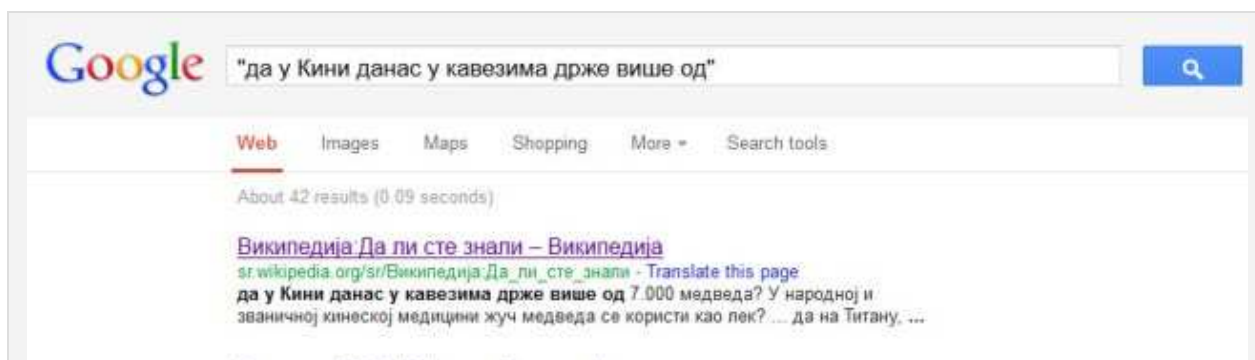 Google "да у Кини данас у кавезима држе више од"
Web Images Maps Shopping More Search tools
About 42 results (0.09 seconds)
Википедија:Да ли сте знали – Википедија
sr.wikipedia.org/sr/Википедија:Да_ли_сте_знали - Translate this page
да у Кини данас у кавезима држе више од 7.000 медведа? У народној и
званичној кинеској медицини жуч медведа се користи као лек? ... да на Титану, ...